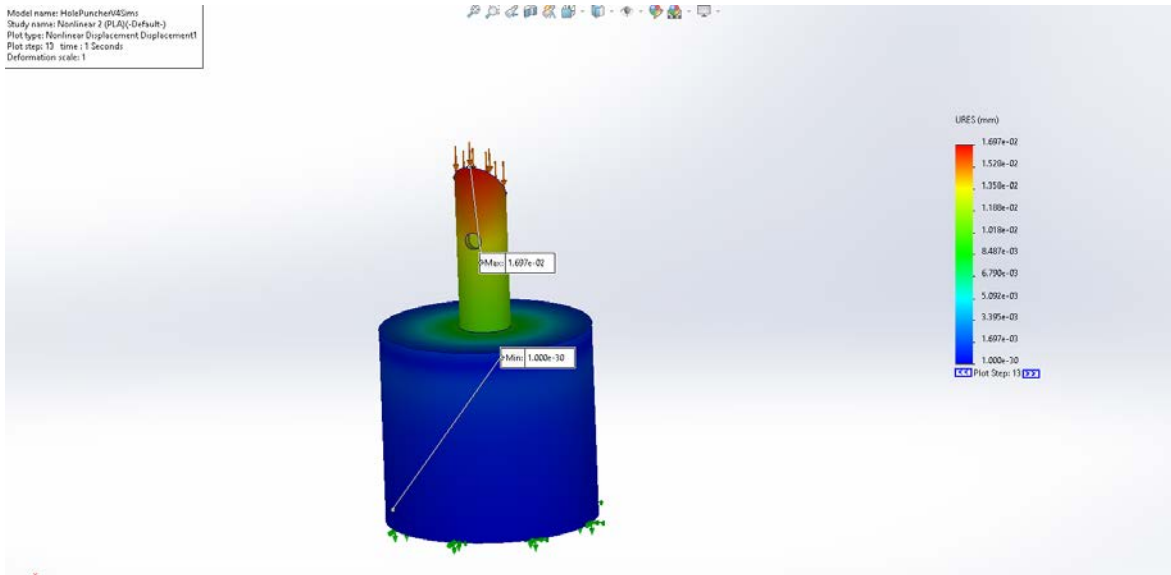 Model name: HolePuncherV4Sims
Study name: Nonlinear 2 (PLA)(-Default-)
Plot type: Nonlinear Displacement Displacement1
Plot step: 13 time : 1 Seconds
Deformation scale: 1
URES (mm)
1.697e-02
1.528e-02
1.358e-02
1.188e-02
1.018e-02
8.487e-03
6.790e-03
5.092e-03
3.395e-03
1.697e-03
1.000e-30
<< Plot Step: 13 >>
Max: 1.697e-02
Min: 1.000e-30